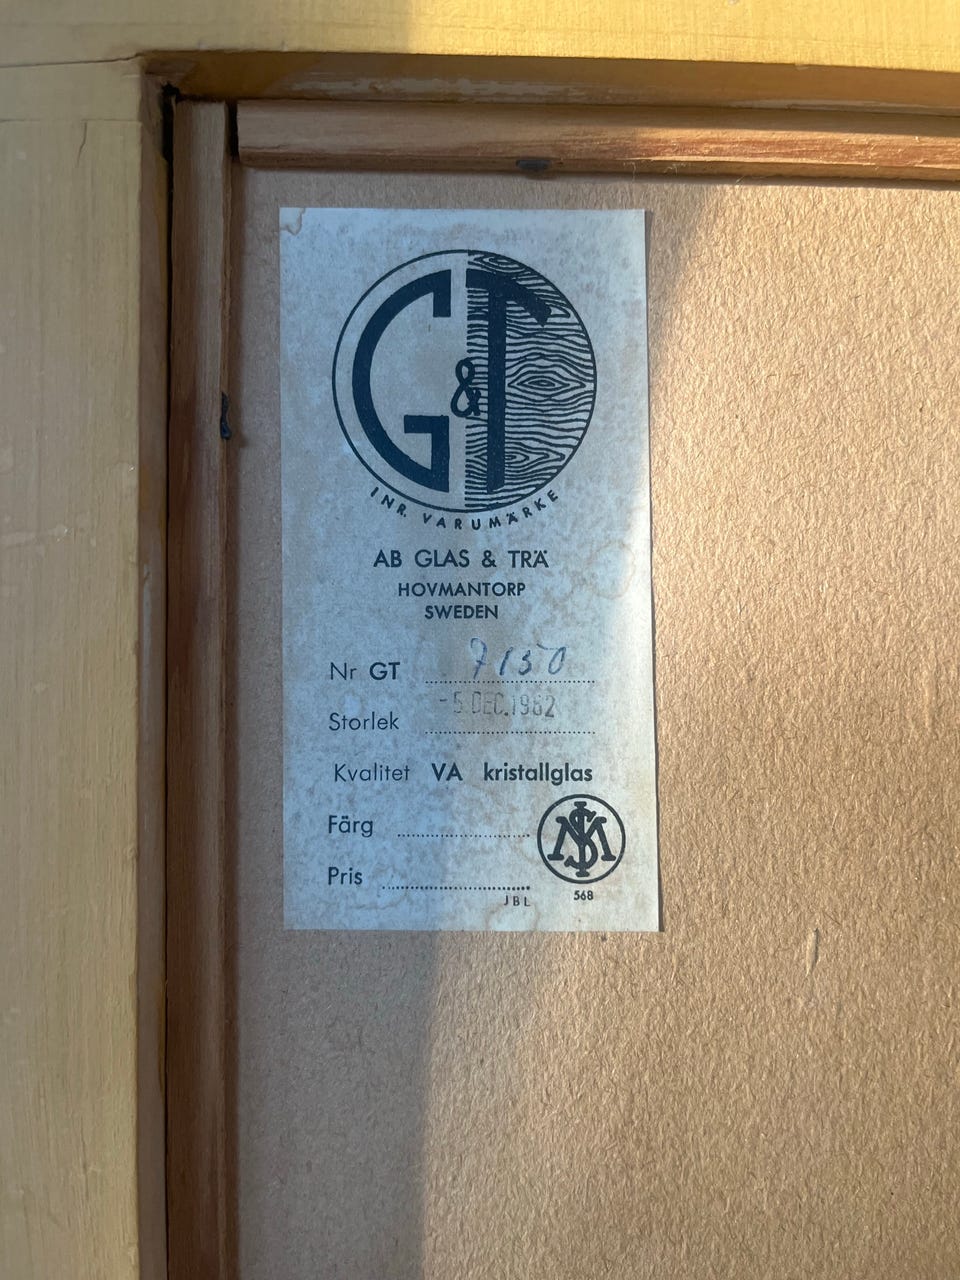 G&T
INR. VARUMÄRKE
AB GLAS & TRÄ
HOVMANTORP
SWEDEN
Nr GT 7150
Storlek -5 DEC. 1962
Kvalitet VA kristallglas
Färg
SM
Pris
568
JBL